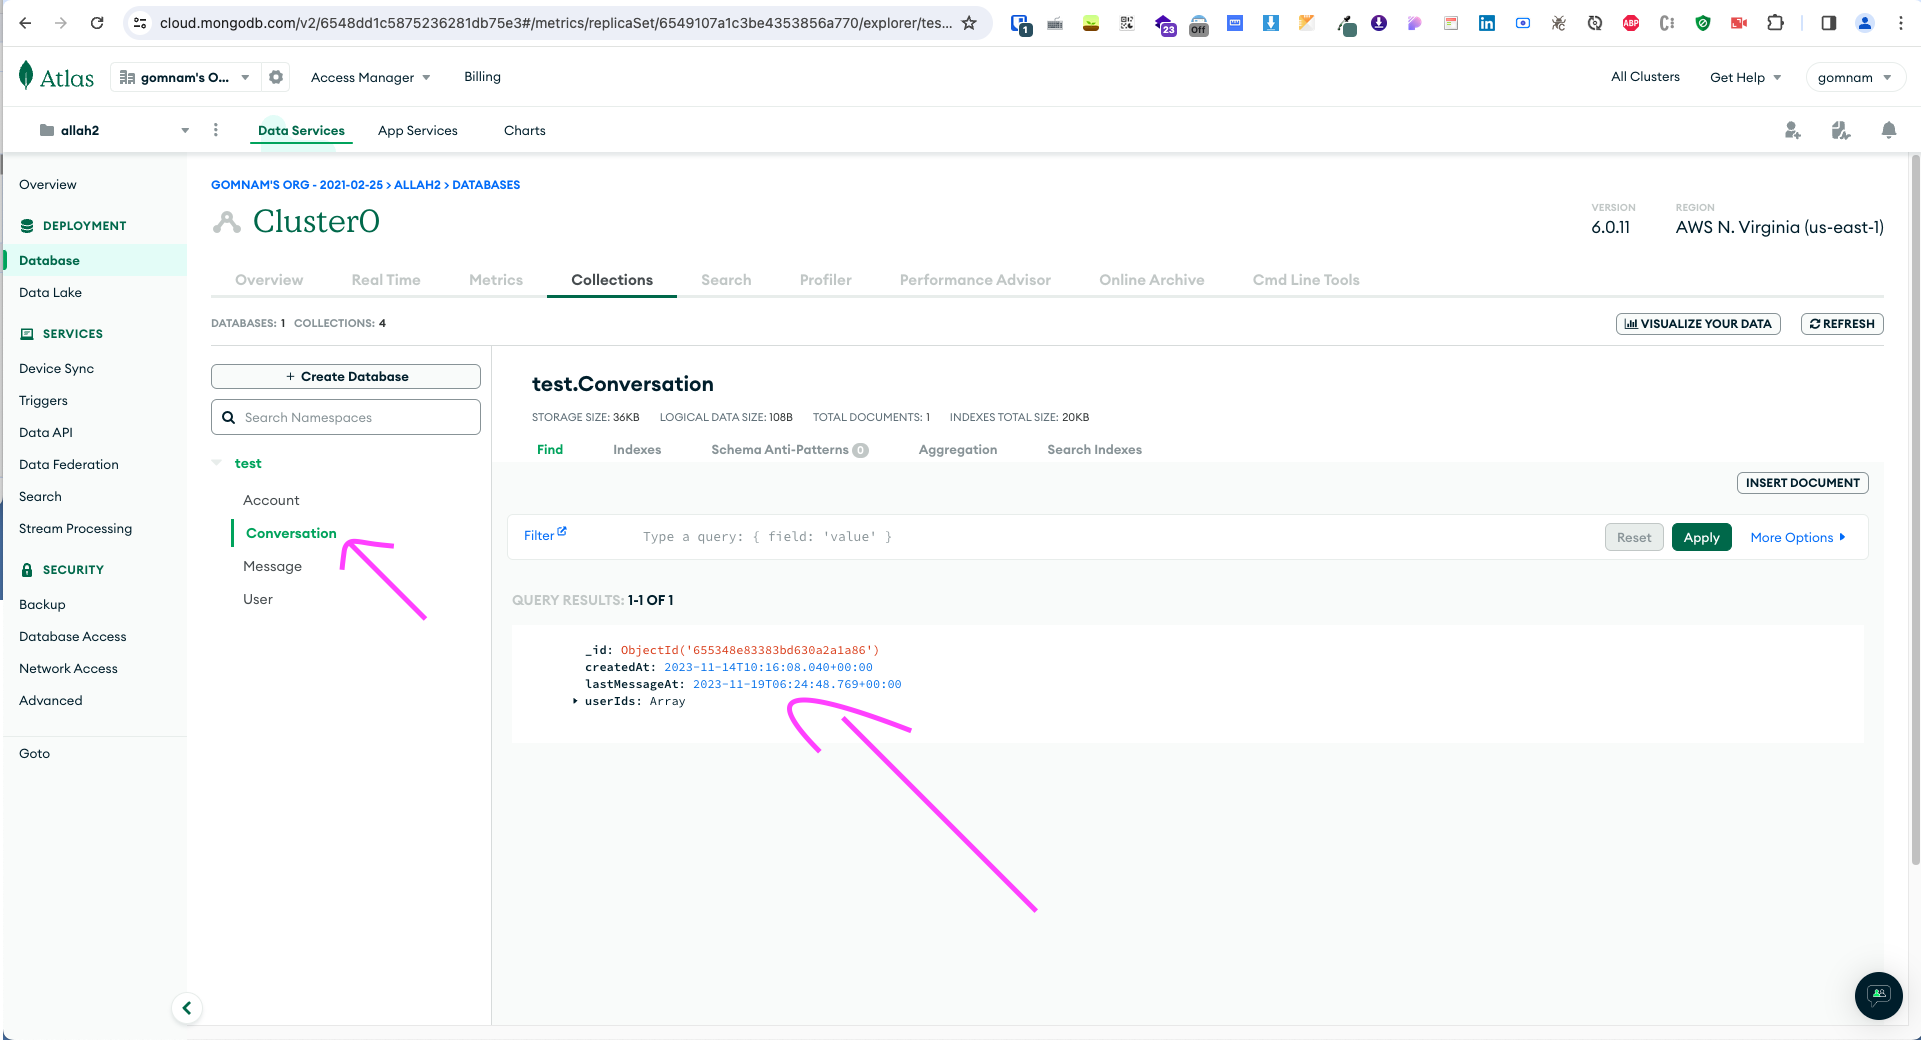 cloud.mongodb.com/v2/6548dd1c5875236281db75e3#/metrics/replicaSet/6549107a1c3be4353856a770/explorer/tes...
1
23
Off
ABP
Atlas
gomnam's O...
Access Manager
Billing
All Clusters
Get Help
gomnam
allah2
Data Services
App Services
Charts
Overview
DEPLOYMENT
Database
Data Lake
SERVICES
Device Sync
Triggers
Data API
Data Federation
Search
Stream Processing
SECURITY
Backup
Database Access
Network Access
Advanced
Goto
GOMNAM'S ORG - 2021-02-25 > ALLAH2 > DATABASES
Cluster0
VERSION
6.0.11
REGION
AWS N. Virginia (us-east-1)
Overview
Real Time
Metrics
Collections
Search
Profiler
Performance Advisor
Online Archive
Cmd Line Tools
DATABASES: 1 COLLECTIONS: 4
VISUALIZE YOUR DATA
REFRESH
+ Create Database
Search Namespaces
test
Account
Conversation
Message
User
test.Conversation
STORAGE SIZE: 36KB LOGICAL DATA SIZE: 108B TOTAL DOCUMENTS: 1 INDEXES TOTAL SIZE: 20KB
Find
Indexes
Schema Anti-Patterns 0
Aggregation
Search Indexes
INSERT DOCUMENT
Filter
Type a query: { field: 'value' }
Reset
Apply
More Options
QUERY RESULTS: 1-1 OF 1
_id: ObjectId('655348e83383bd630a2a1a86')
createdAt: 2023-11-14T10:16:08.040+00:00
lastMessageAt: 2023-11-19T06:24:48.769+00:00
userIds: Array